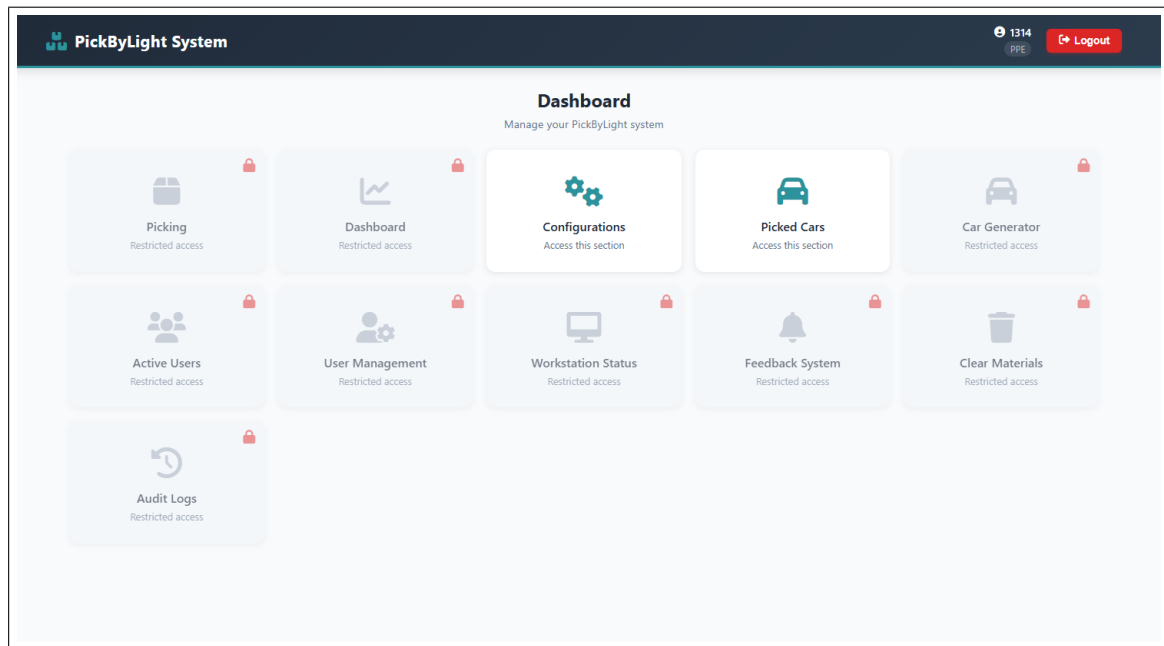 PickByLight System
1314
PPE
Logout
Dashboard
Manage your PickByLight system
Picking
Restricted access
Dashboard
Restricted access
Configurations
Access this section
Picked Cars
Access this section
Car Generator
Restricted access
Active Users
Restricted access
User Management
Restricted access
Workstation Status
Restricted access
Feedback System
Restricted access
Clear Materials
Restricted access
Audit Logs
Restricted access